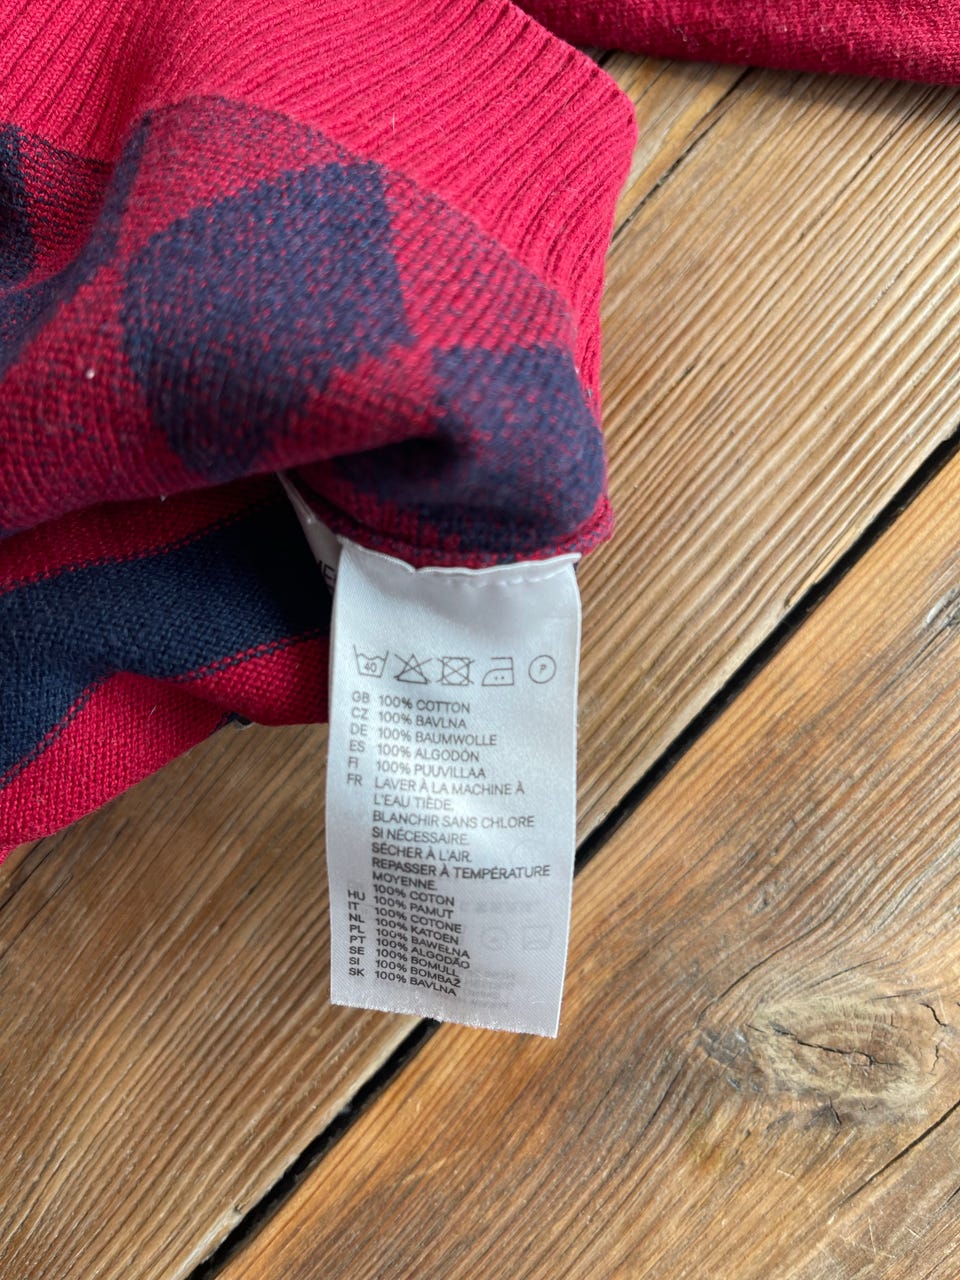 40 P
GB 100% COTTON
CZ 100% BAVLNA
DE 100% BAUMWOLLE
ES 100% ALGODÓN
FI 100% PUUVILLAA
FR LAVER À LA MACHINE À
L'EAU TIÈDE.
BLANCHIR SANS CHLORE
SI NÉCESSAIRE.
SÉCHER À L'AIR.
REPASSER À TEMPÉRATURE
MOYENNE.
100% COTON
HU 100% PAMUT
IT 100% COTONE
NL 100% KATOEN
PL 100% BAWEŁNA
PT 100% ALGODÃO
SE 100% BOMULL
SI 100% BOMBAŽ
SK 100% BAVLNA